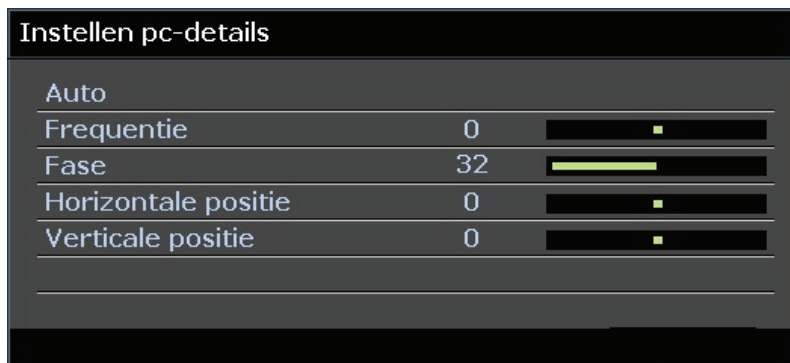 Instellen pc-details
Auto
Frequentie 0
Fase 32
Horizontale positie 0
Verticale positie 0